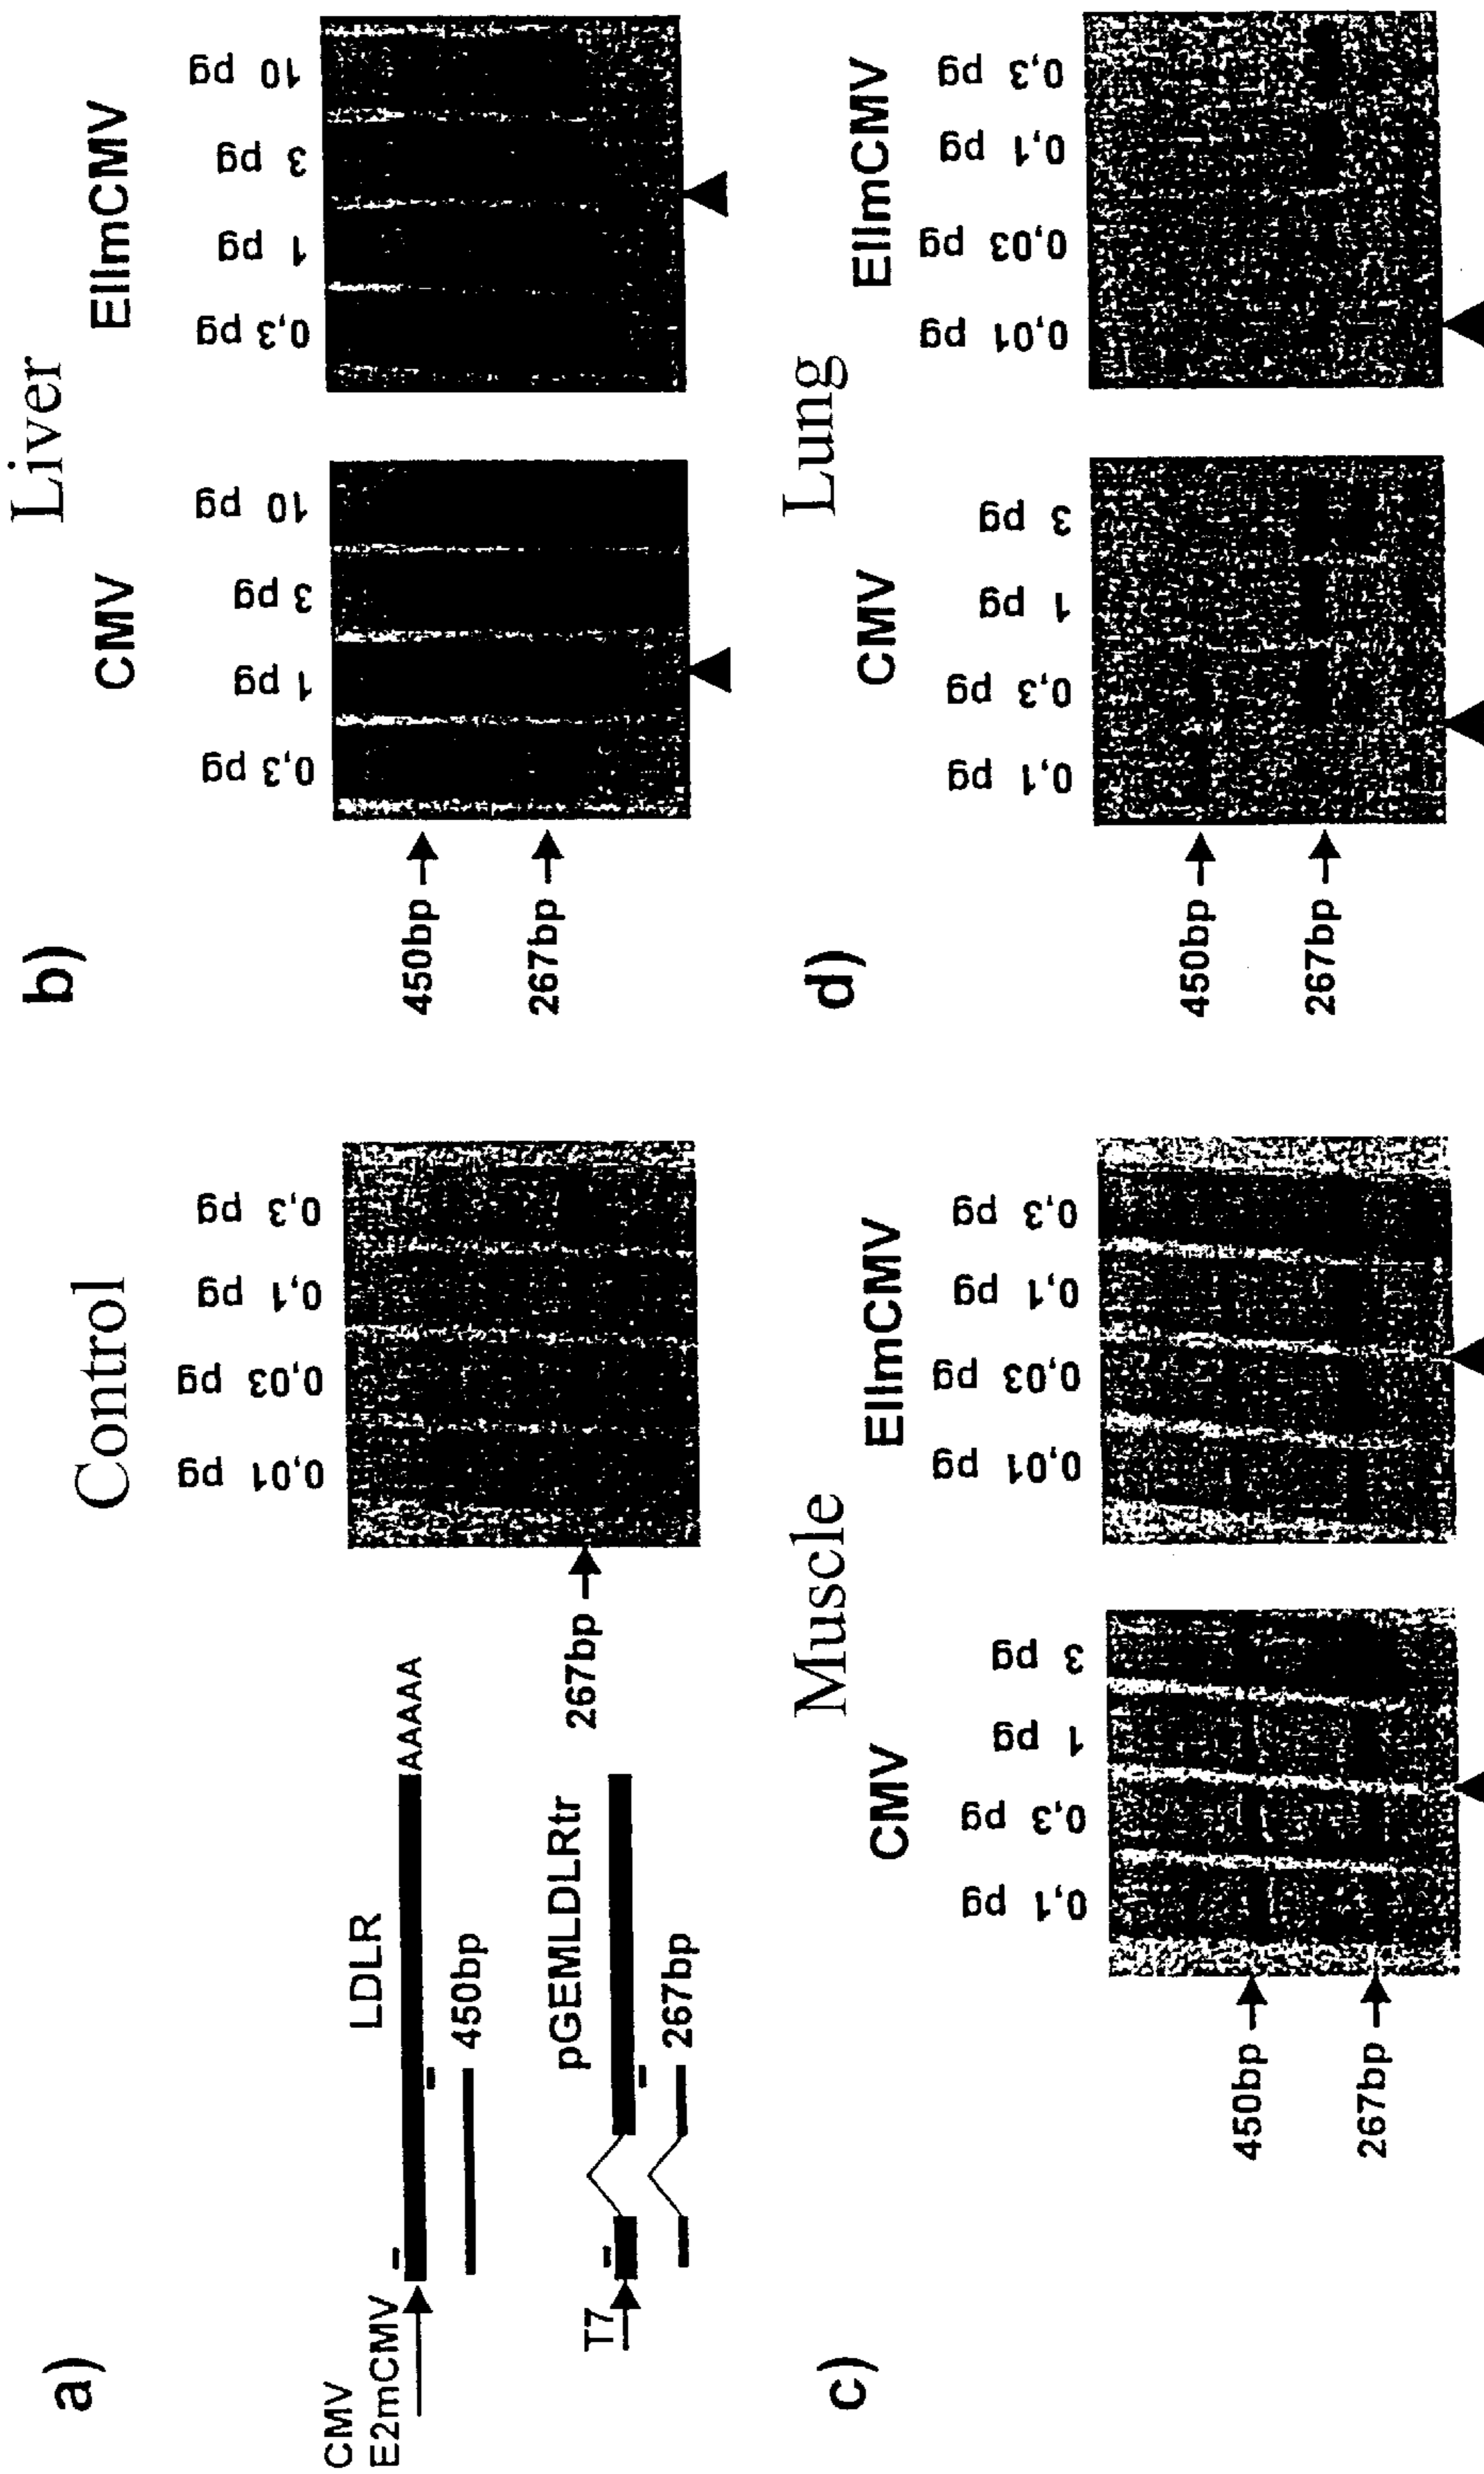 a)
Control
CMV
E2mCMV
LDLR
AAAAA
450bp
T7
pGEMLDLRtr
267bp
267bp
0,01 pg
0,03 pg
0,1 pg
0,3 pg
b)
Liver
CMV
EIImCMV
0,3 pg
1 pg
3 pg
10 pg
0,3 pg
1 pg
3 pg
10 pg
450bp
267bp
c)
Muscle
CMV
EIImCMV
0,1 pg
0,3 pg
1 pg
3 pg
0,01 pg
0,03 pg
0,1 pg
0,3 pg
450bp
267bp
d)
Lung
CMV
EIImCMV
0,1 pg
0,3 pg
1 pg
3 pg
0,01 pg
0,03 pg
0,1 pg
0,3 pg
450bp
267bp